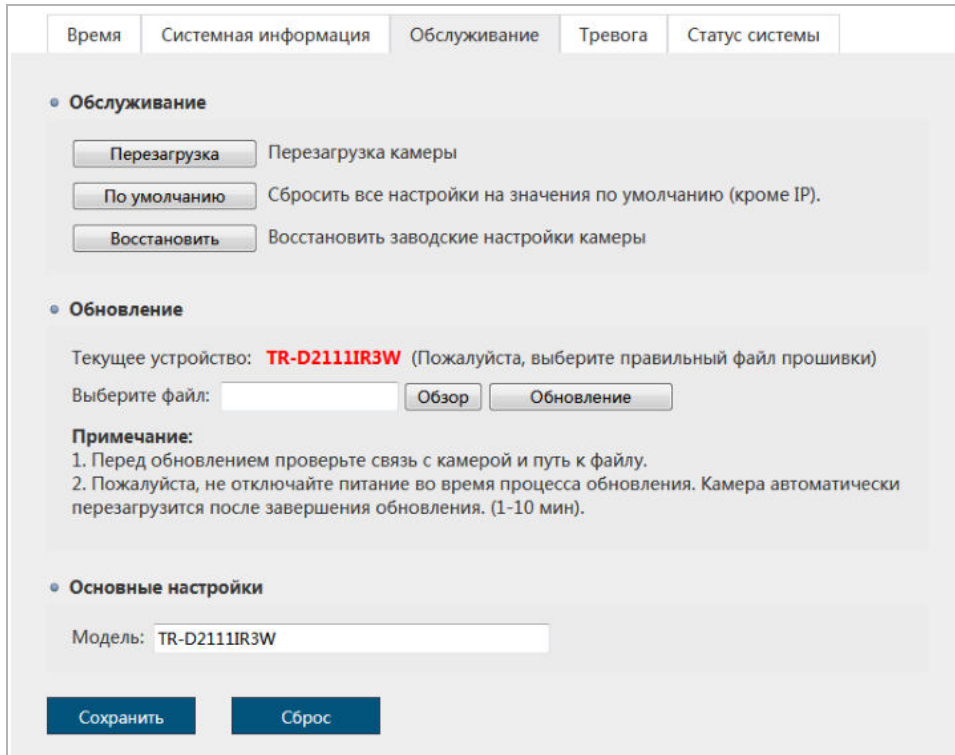 Время Системная информация Обслуживание Тревога Статус системы
Обслуживание
Перезагрузка Перезагрузка камеры
По умолчанию Сбросить все настройки на значения по умолчанию (кроме IP).
Восстановить Восстановить заводские настройки камеры
Обновление
Текущее устройство: TR-D2111IR3W (Пожалуйста, выберите правильный файл прошивки)
Выберите файл: Обзор Обновление
Примечание:
1. Перед обновлением проверьте связь с камерой и путь к файлу.
2. Пожалуйста, не отключайте питание во время процесса обновления. Камера автоматически
перезагрузится после завершения обновления. (1-10 мин).
Основные настройки
Модель: TR-D2111IR3W
Сохранить Сброс